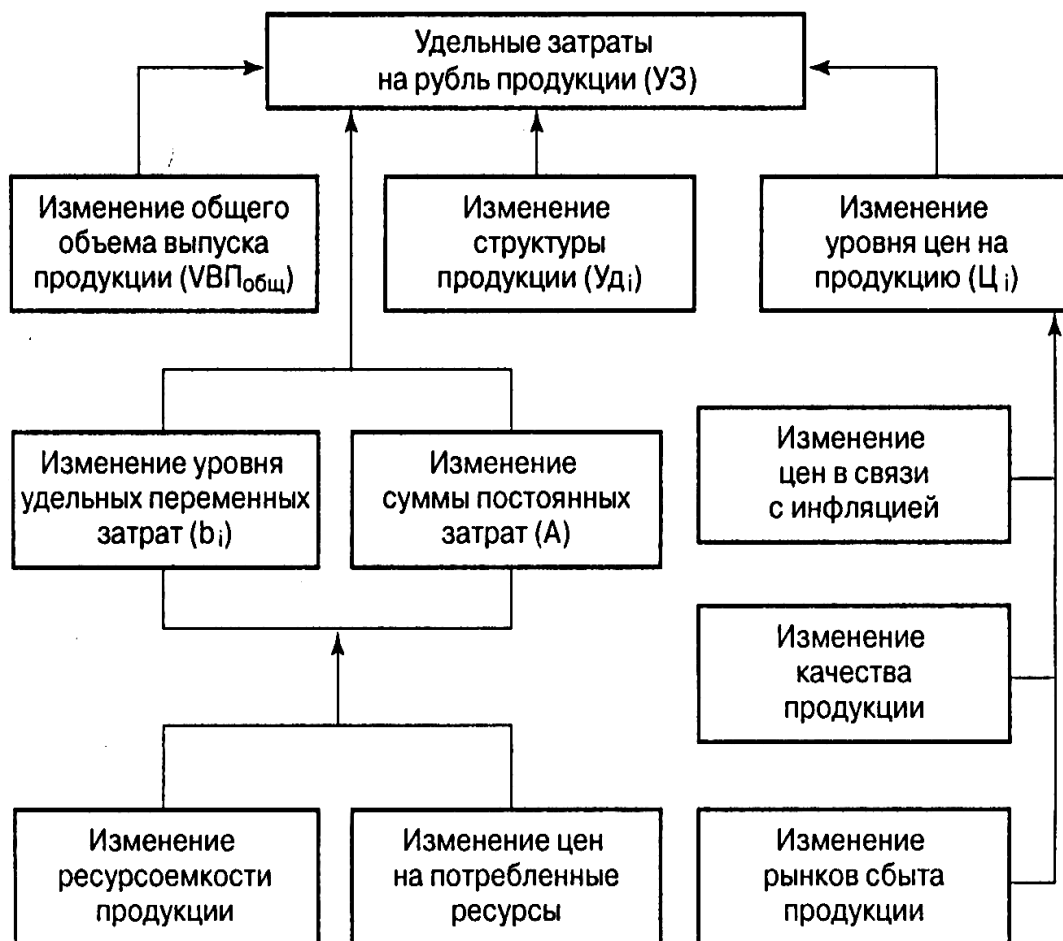 Удельные затраты
на рубль продукции (УЗ)
Изменение общего
объема выпуска
продукции (VВПобщ)
Изменение
структуры
продукции (Удi)
Изменение
уровня цен на
продукцию (Цi)
Изменение уровня
удельных переменных
затрат (bi)
Изменение
суммы постоянных
затрат (А)
Изменение
цен в связи
с инфляцией
Изменение
качества
продукции
Изменение
ресурсоемкости
продукции
Изменение цен
на потребленные
ресурсы
Изменение
рынков сбыта
продукции